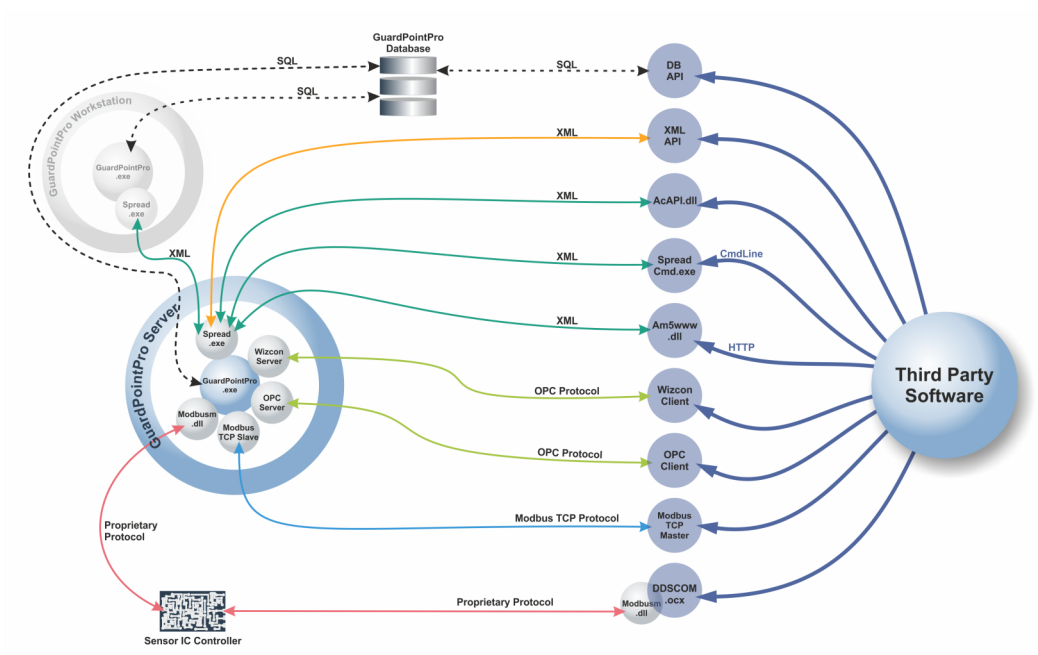 GuardPointPro
Database
SQL
SQL
SQL
DB
API
GuardPointPro Workstation
GuardPointPro
.exe
Spread
.exe
XML
XML
API
XML
AcAPI.dll
XML
Spread
Cmd.exe
CmdLine
XML
XML
Am5www
.dll
HTTP
GuardPointPro Server
Spread
.exe
Wizcon
Server
GuardPointPro
.exe
OPC
Server
Modbusm
.dll
Modbus
TCP Slave
OPC Protocol
Wizcon
Client
Third Party
Software
OPC Protocol
OPC
Client
Modbus TCP Protocol
Modbus
TCP
Master
Proprietary
Protocol
Proprietary Protocol
Modbusm
.dll
DDSCOM
.ocx
Sensor IC Controller